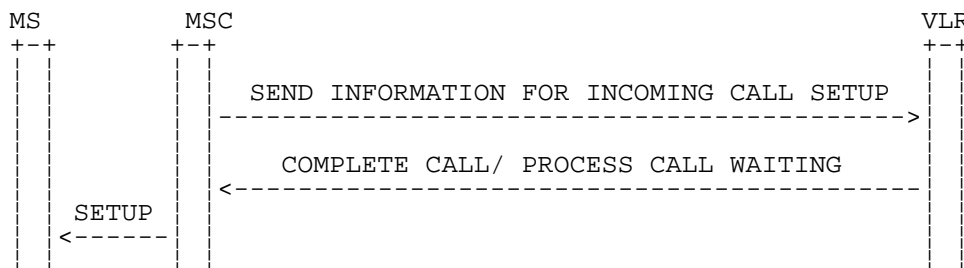 MS MSC VLR
SEND INFORMATION FOR INCOMING CALL SETUP
COMPLETE CALL/ PROCESS CALL WAITING
SETUP